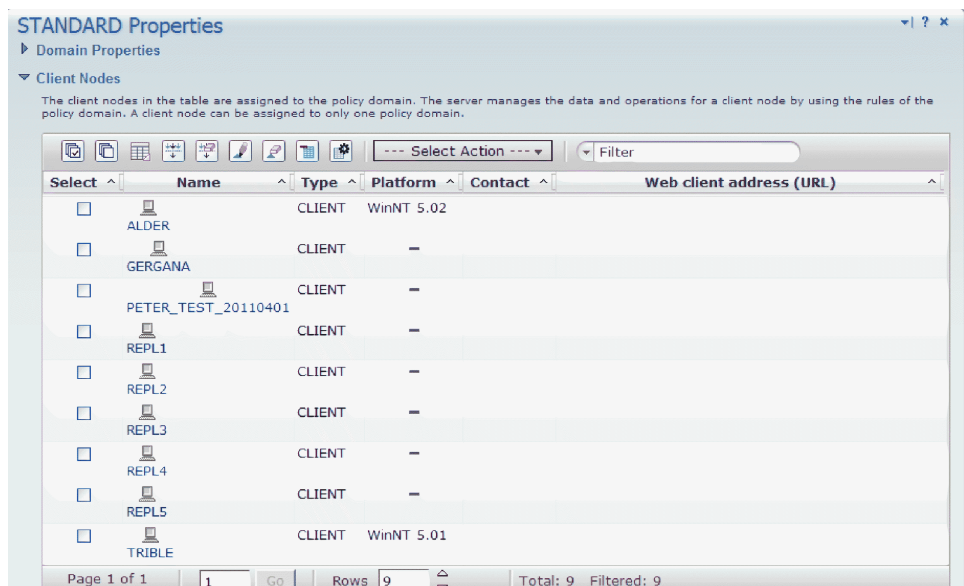 STANDARD Properties
?
Domain Properties
Client Nodes
The client nodes in the table are assigned to the policy domain. The server manages the data and operations for a client node by using the rules of the
policy domain. A client node can be assigned to only one policy domain.
--- Select Action --- Filter
Select Name Type Platform Contact Web client address (URL)
ALDER CLIENT WinNT 5.02
GERGANA CLIENT –
PETER_TEST_20110401 CLIENT –
REPL1 CLIENT –
REPL2 CLIENT –
REPL3 CLIENT –
REPL4 CLIENT –
REPL5 CLIENT –
TRIBLE CLIENT WinNT 5.01
Page 1 of 1 1 Go Rows 9 Total: 9 Filtered: 9